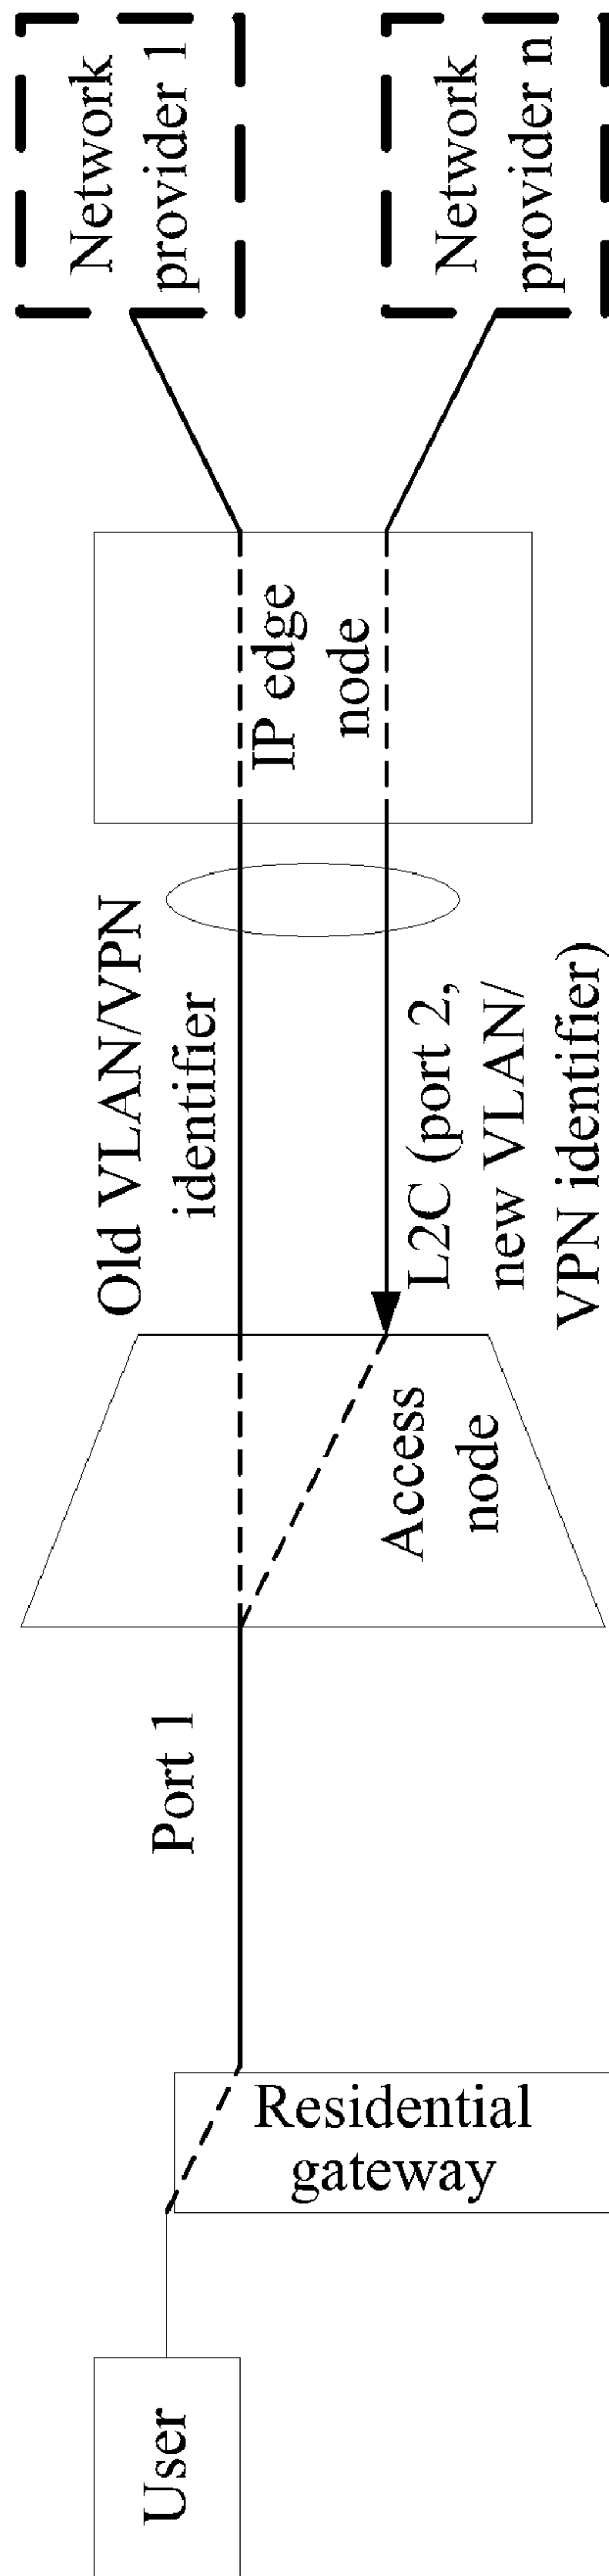 Network
provider 1
Network
provider n
IP edge
node
Old VLAN/VPN
identifier
L2C (port 2,
new VLAN/
VPN identifier)
Access
node
Port 1
Residential
gateway
User